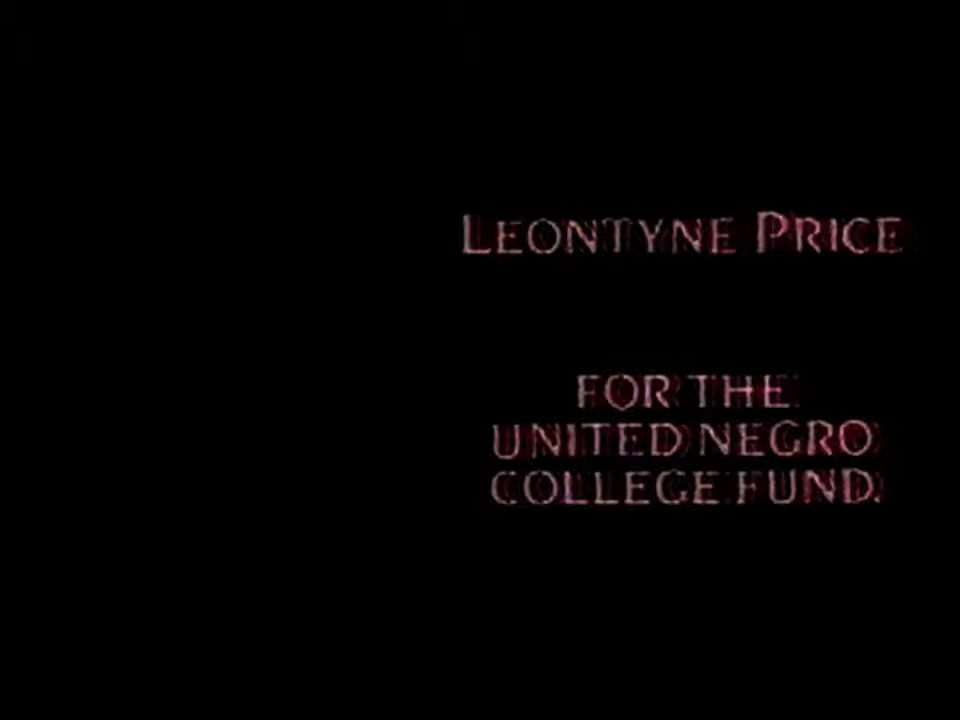 LEONTYNE PRICE
FOR THE
UNITED NEGRO
COLLEGE FUND.